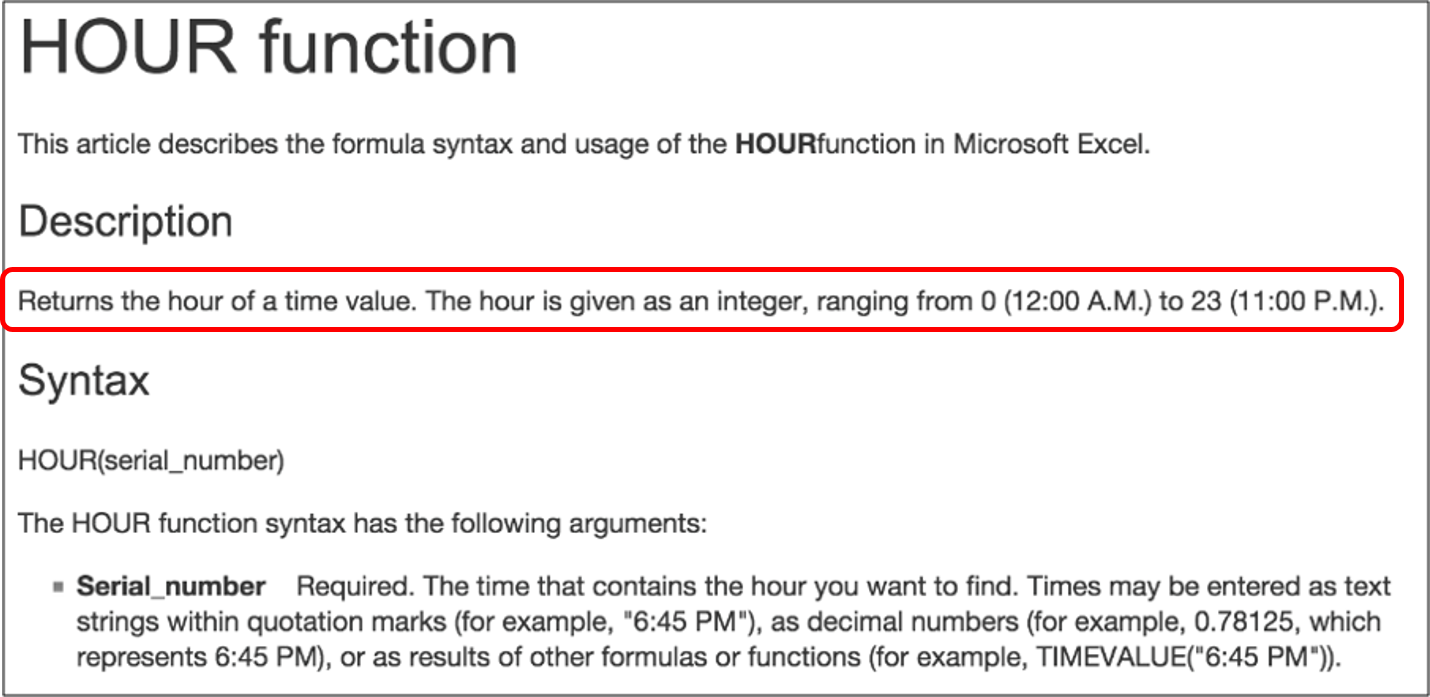 HOUR function
This article describes the formula syntax and usage of the HOURfunction in Microsoft Excel.
Description
Returns the hour of a time value. The hour is given as an integer, ranging from 0 (12:00 A.M.) to 23 (11:00 P.M.).
Syntax
HOUR(serial_number)
The HOUR function syntax has the following arguments:
▪ Serial_number Required. The time that contains the hour you want to find. Times may be entered as text
strings within quotation marks (for example, "6:45 PM"), as decimal numbers (for example, 0.78125, which
represents 6:45 PM), or as results of other formulas or functions (for example, TIMEVALUE("6:45 PM")).